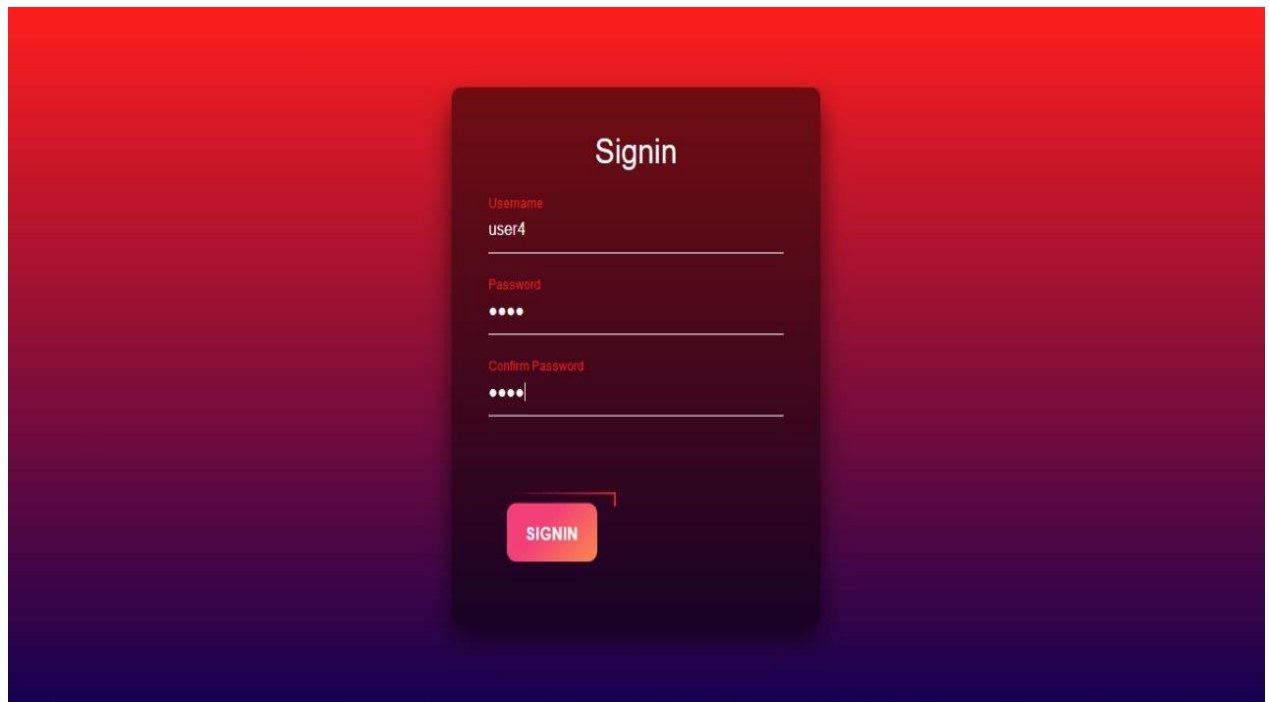 Signin
Username
user4
Password
••••
Confirm Password
••••
SIGNIN